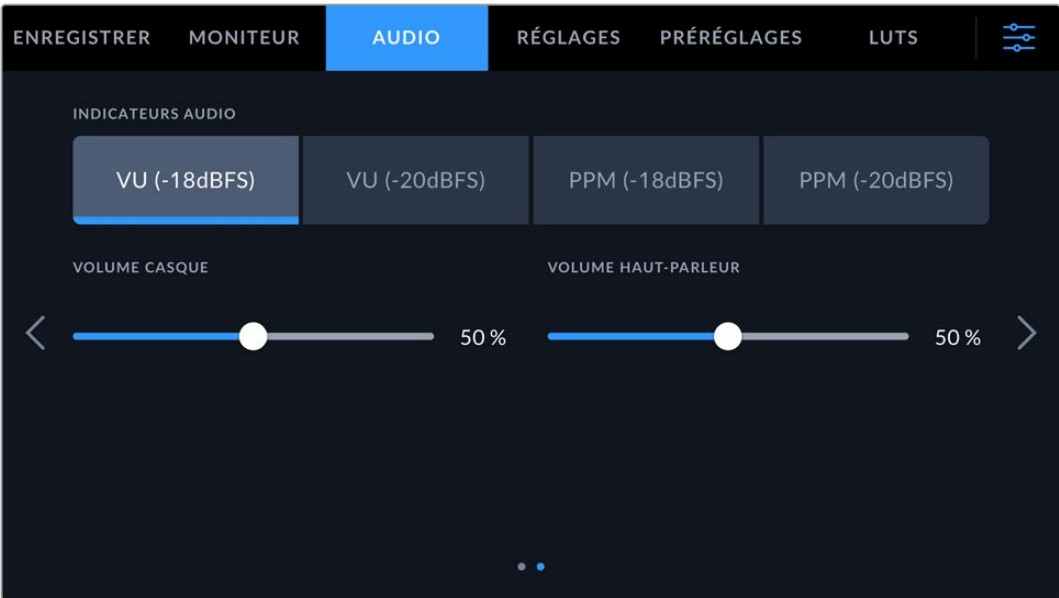 ENREGISTRER MONITEUR AUDIO RÉGLAGES PRÉRÉGLAGES LUTS
INDICATEURS AUDIO
VU (-18dBFS) VU (-20dBFS) PPM (-18dBFS) PPM (-20dBFS)
VOLUME CASQUE VOLUME HAUT-PARLEUR
50 % 50 %